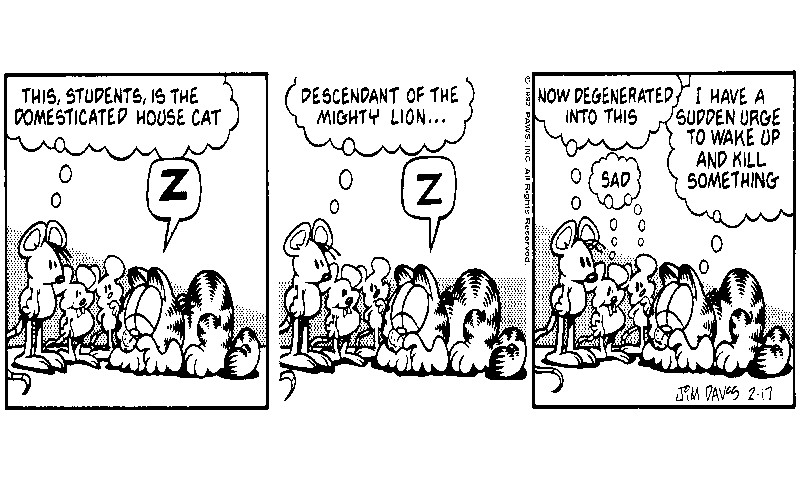 THIS, STUDENTS, IS THE
DOMESTICATED HOUSE CAT
Z
DESCENDANT OF THE
MIGHTY LION...
Z
© 1992 PAWS, INC. All Rights Reserved.
NOW DEGENERATED
INTO THIS
SAD
I HAVE A
SUDDEN URGE
TO WAKE UP
AND KILL
SOMETHING
JIM DAVIS 2-17